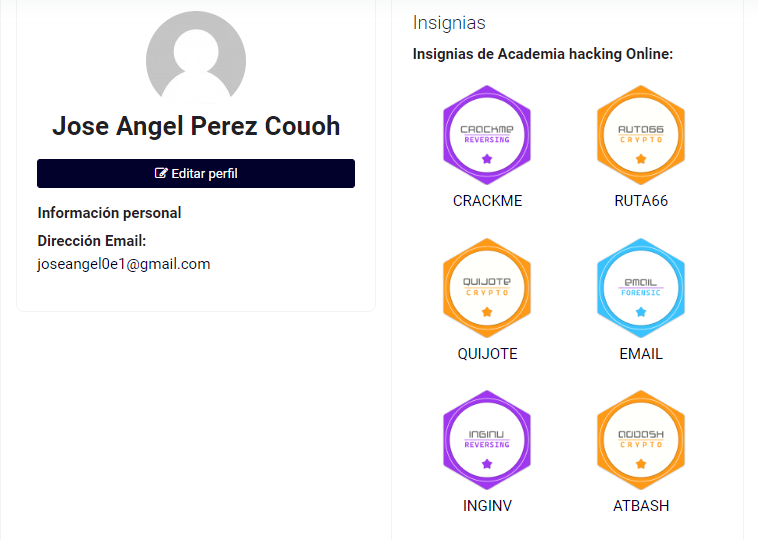 Jose Angel Perez Couoh
Editar perfil
Información personal
Dirección Email:
joseangel0e1@gmail.com
Insignias
Insignias de Academia hacking Online:
CRACKME
REVERSING
CRACKME
RUTA66
CRYPTO
RUTA66
QUIJOTE
CRYPTO
QUIJOTE
EMAIL
FORENSIC
EMAIL
INGINV
REVERSING
INGINV
CRYPTO
ATBASH